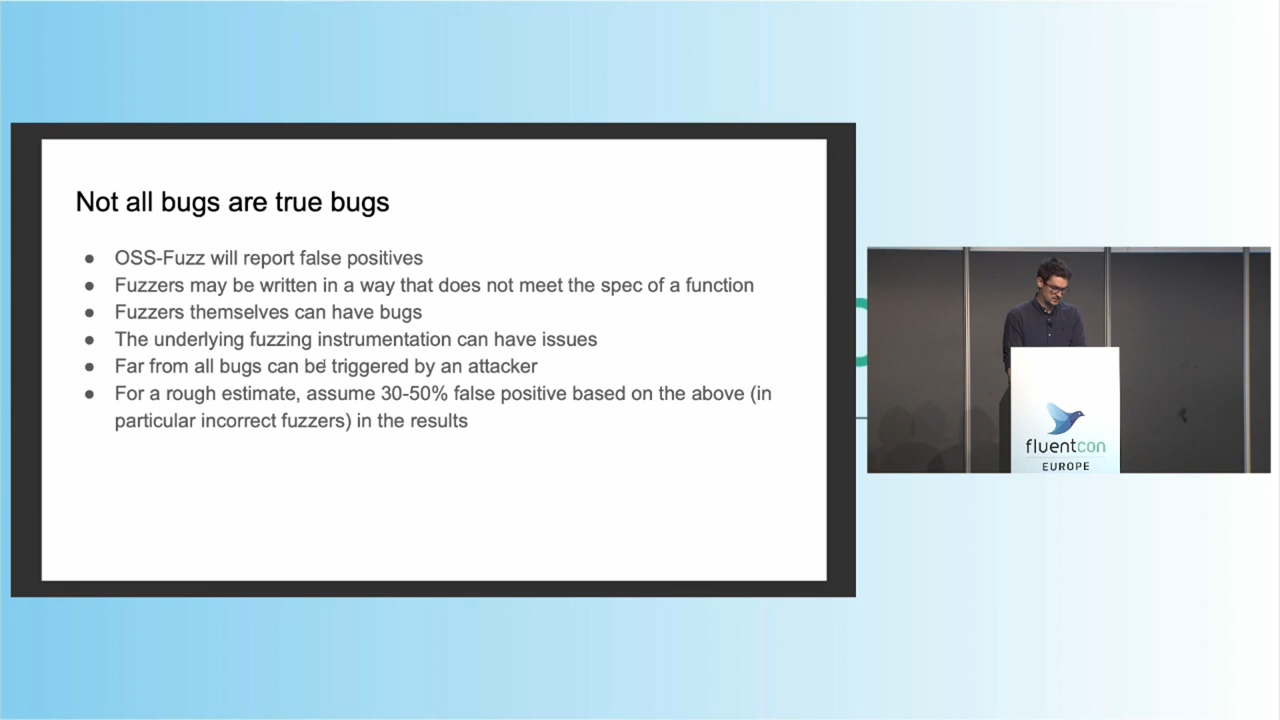 Not all bugs are true bugs
● OSS-Fuzz will report false positives
● Fuzzers may be written in a way that does not meet the spec of a function
● Fuzzers themselves can have bugs
● The underlying fuzzing instrumentation can have issues
● Far from all bugs can be triggered by an attacker
● For a rough estimate, assume 30-50% false positive based on the above (in
particular incorrect fuzzers) in the results
fluentcon
EUROPE